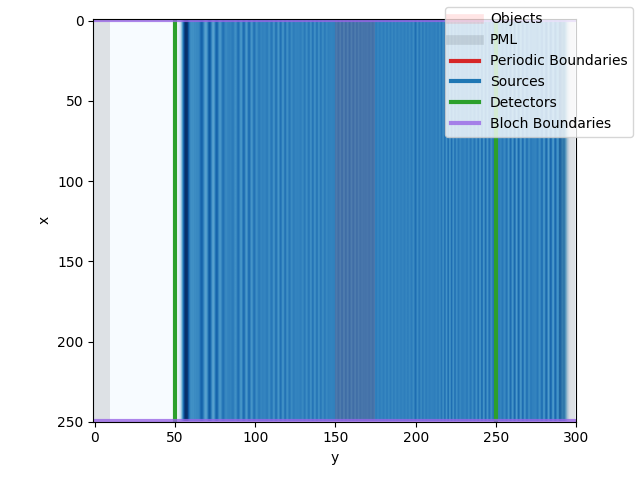 Objects
PML
Periodic Boundaries
Sources
Detectors
Bloch Boundaries
0
50
100
150
200
250
x
0
50
100
150
200
250
300
y